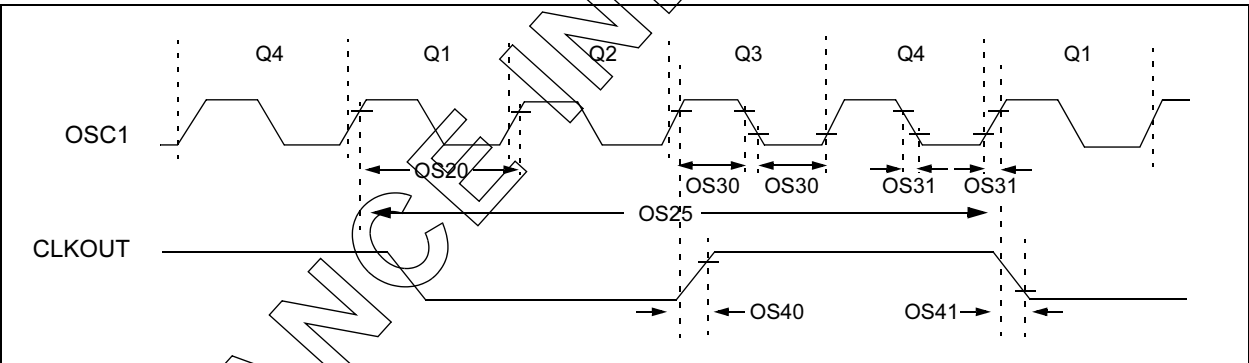 Q4 Q1 Q2 Q3 Q4 Q1
OSC1
OS20
OS30 OS30 OS31 OS31
OS25
CLKOUT
OS40 OS41